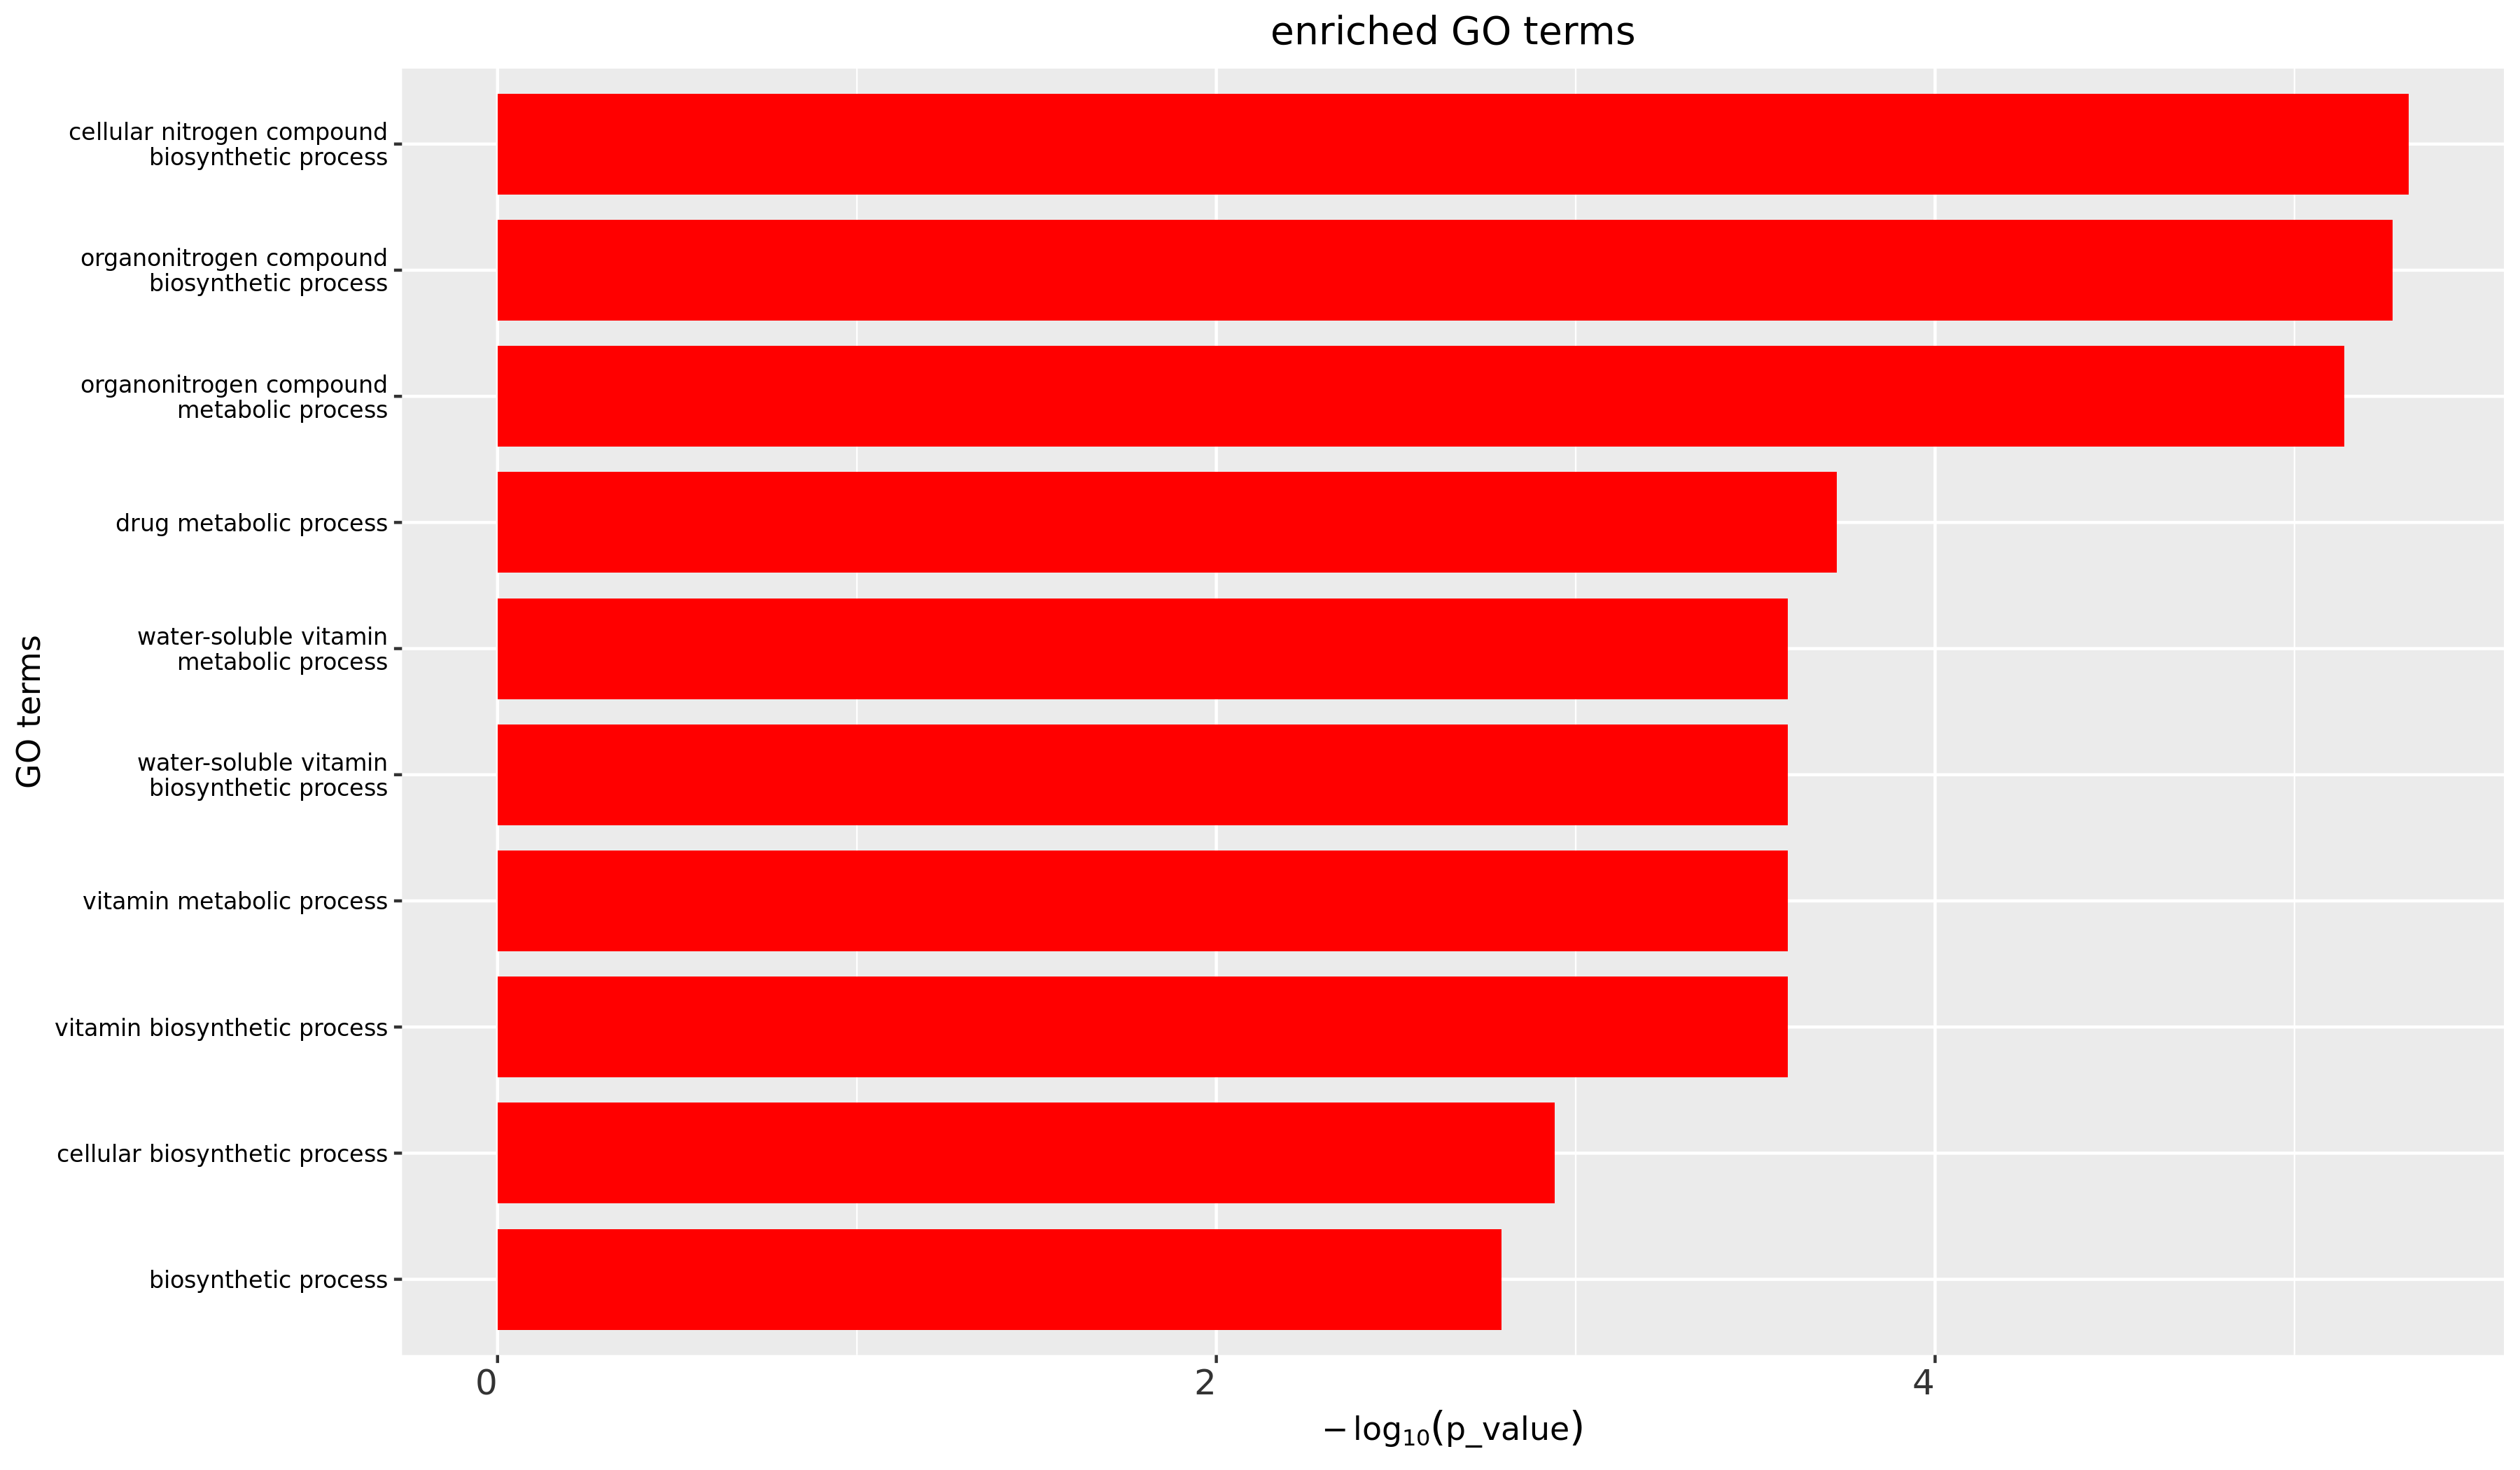 enriched GO terms
cellular nitrogen compound
biosynthetic process
organonitrogen compound
biosynthetic process
organonitrogen compound
metabolic process
drug metabolic process
water-soluble vitamin
metabolic process
water-soluble vitamin
biosynthetic process
vitamin metabolic process
vitamin biosynthetic process
cellular biosynthetic process
biosynthetic process
GO terms
0 2 4
−log₁₀(p_value)